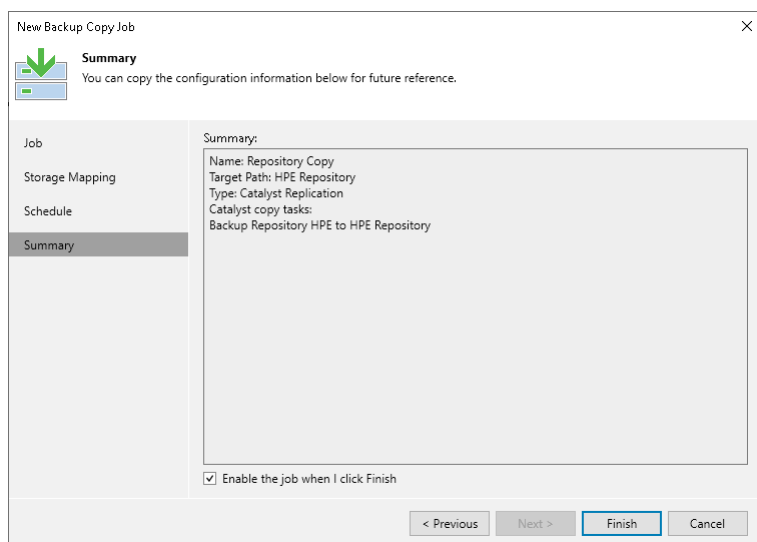 New Backup Copy Job
Summary
You can copy the configuration information below for future reference.
Job
Storage Mapping
Schedule
Summary
Summary:
Name: Repository Copy
Target Path: HPE Repository
Type: Catalyst Replication
Catalyst copy tasks:
Backup Repository HPE to HPE Repository
Enable the job when I click Finish
< Previous
Next >
Finish
Cancel